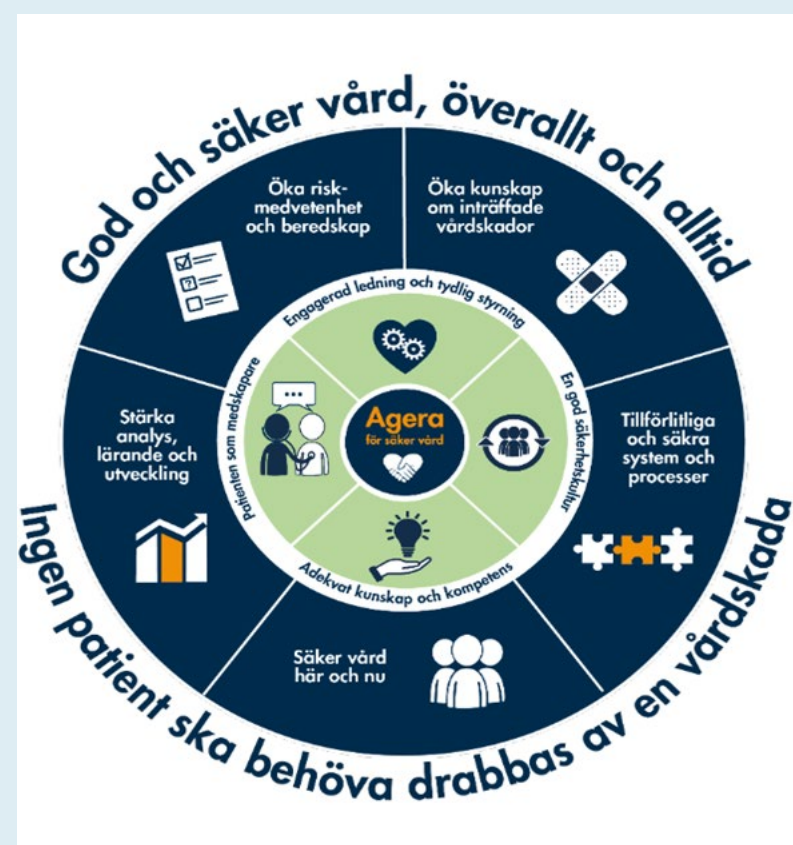 God och säker vård, överallt och alltid
Öka risk-
medvetenhet
och beredskap
Öka kunskap
om inträffade
vårdskador
Engagerad ledning och tydlig styrning
Patienten som medskapare
Agera
för säker vård
En god säkerhetskultur
Stärka
analys,
lärande och
utveckling
Tillförlitliga
och säkra
system och
processer
Adekvat kunskap och kompetens
Säker vård
här och nu
Ingen patient ska behöva drabbas av en vårdskada